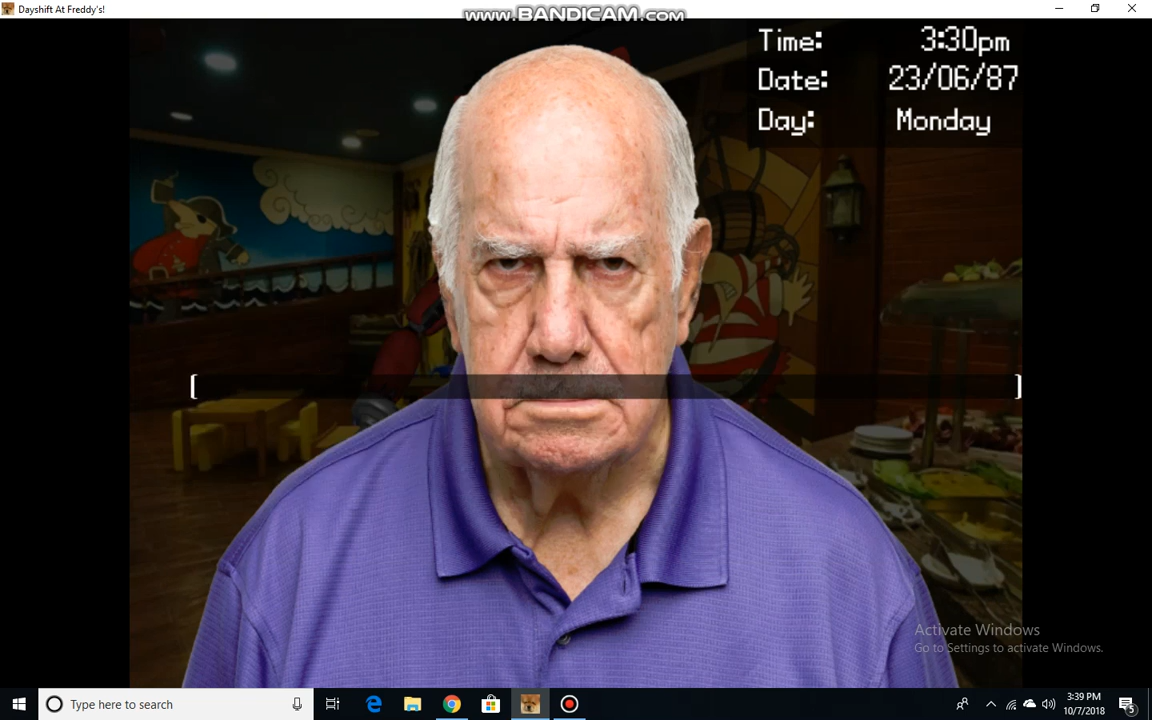 Dayshift At Freddy's!
www.BANDICAM.com
Time: 3:30pm
Date: 23/06/87
Day: Monday
[ ]
Activate Windows
Go to Settings to activate Windows.
Type here to search
3:39 PM
10/7/2018
5